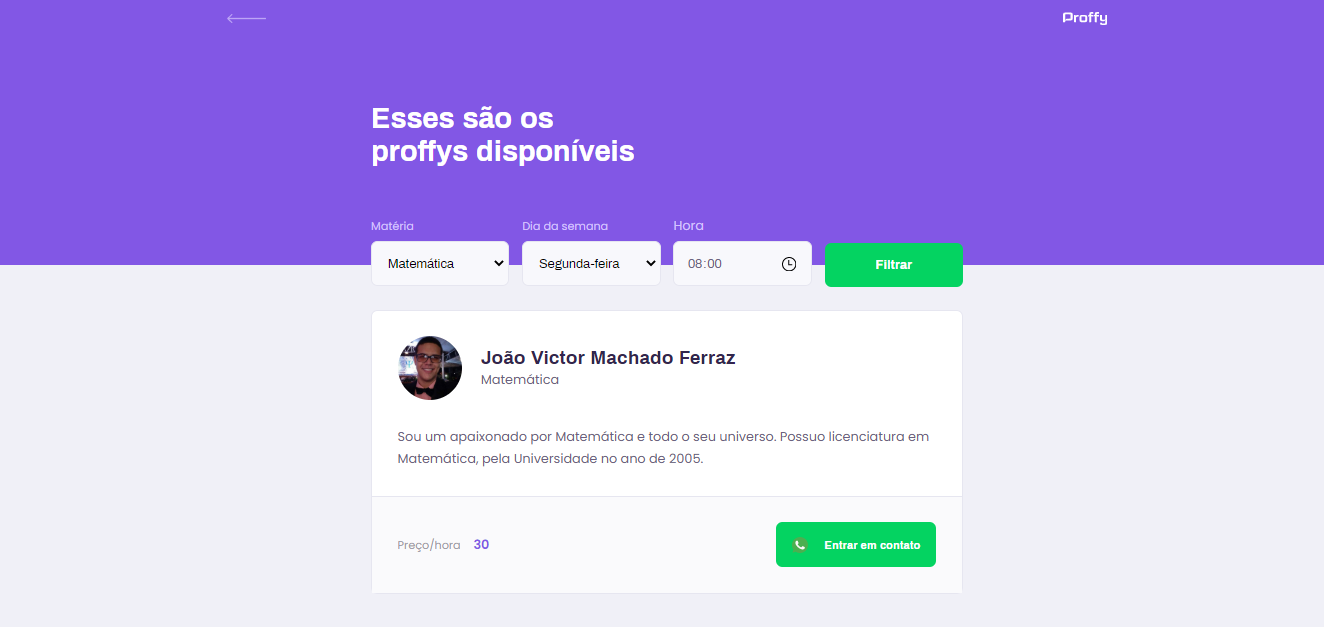 Proffy
Esses são os
proffys disponíveis
Matéria
Dia da semana
Hora
Matemática
Segunda-feira
08:00
Filtrar
João Victor Machado Ferraz
Matemática
Sou um apaixonado por Matemática e todo o seu universo. Possuo licenciatura em
Matemática, pela Universidade no ano de 2005.
Preço/hora 30
Entrar em contato